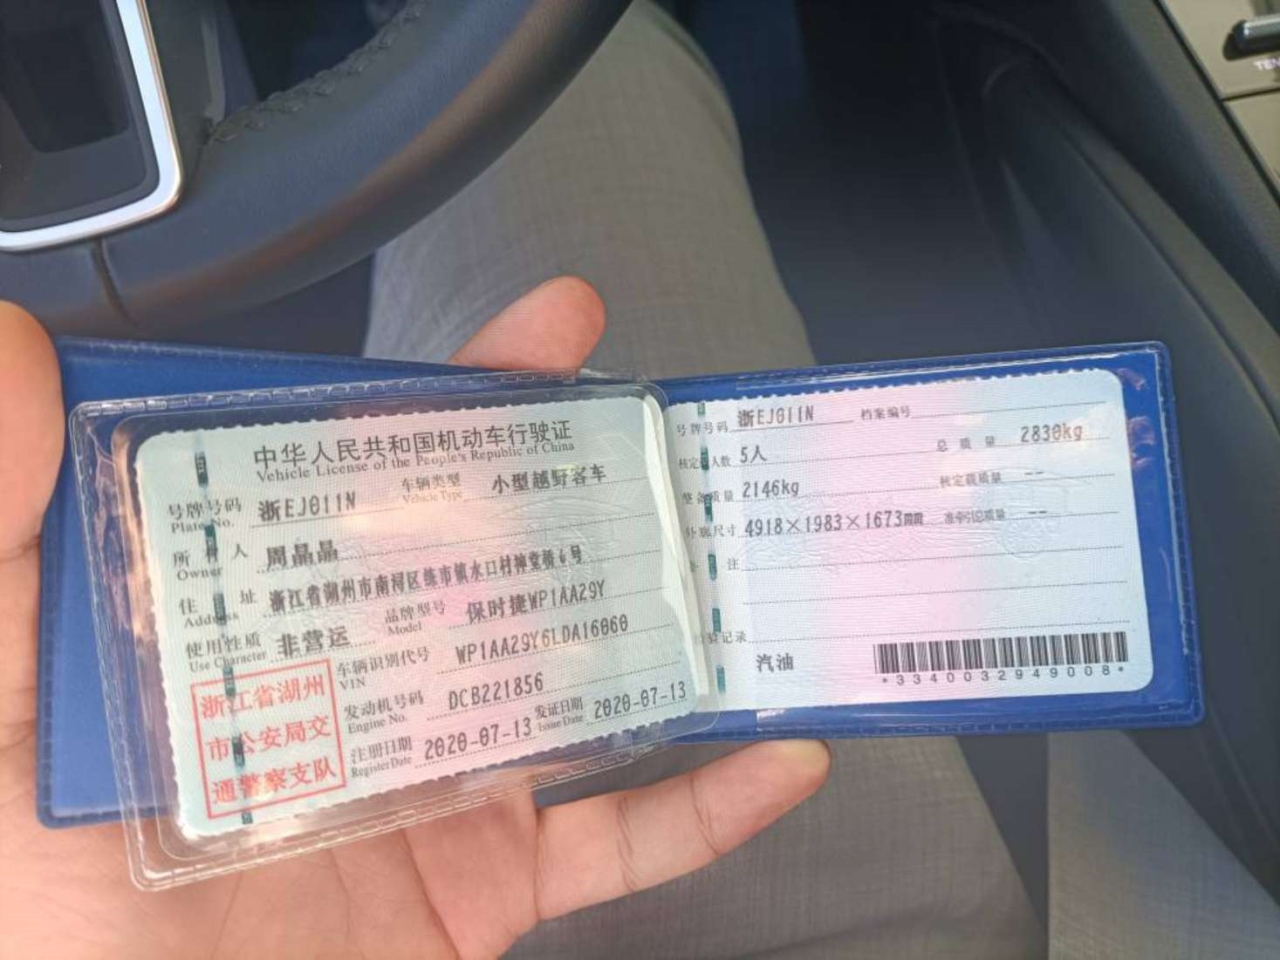 中华人民共和国机动车行驶证
Vehicle License of the People's Republic of China
号牌号码 浙EJ011N 车辆类型 小型越野客车
Plate No. Vehicle Type
所有人 周晶晶
Owner
住址 浙江省湖州市南浔区练市镇水口村神堂桥6号
Address
使用性质 非营运 品牌型号 保时捷WP1AA29Y
Use Character Model
车辆识别代号 WP1AA29Y6LDA16060
VIN
发动机号码 DCB221856
Engine No.
注册日期 2020-07-13 发证日期 2020-07-13
Register Date Issue Date
浙江省湖州
市公安局交
通警察支队
号牌号码 浙EJ011N 档案编号
核定人数 5人 总质量 2830kg
整备质量 2146kg 核定载质量 --
外廓尺寸 4918×1983×1673mm 准牵引总质量 --
注
检验记录
汽油
*3340032949008*